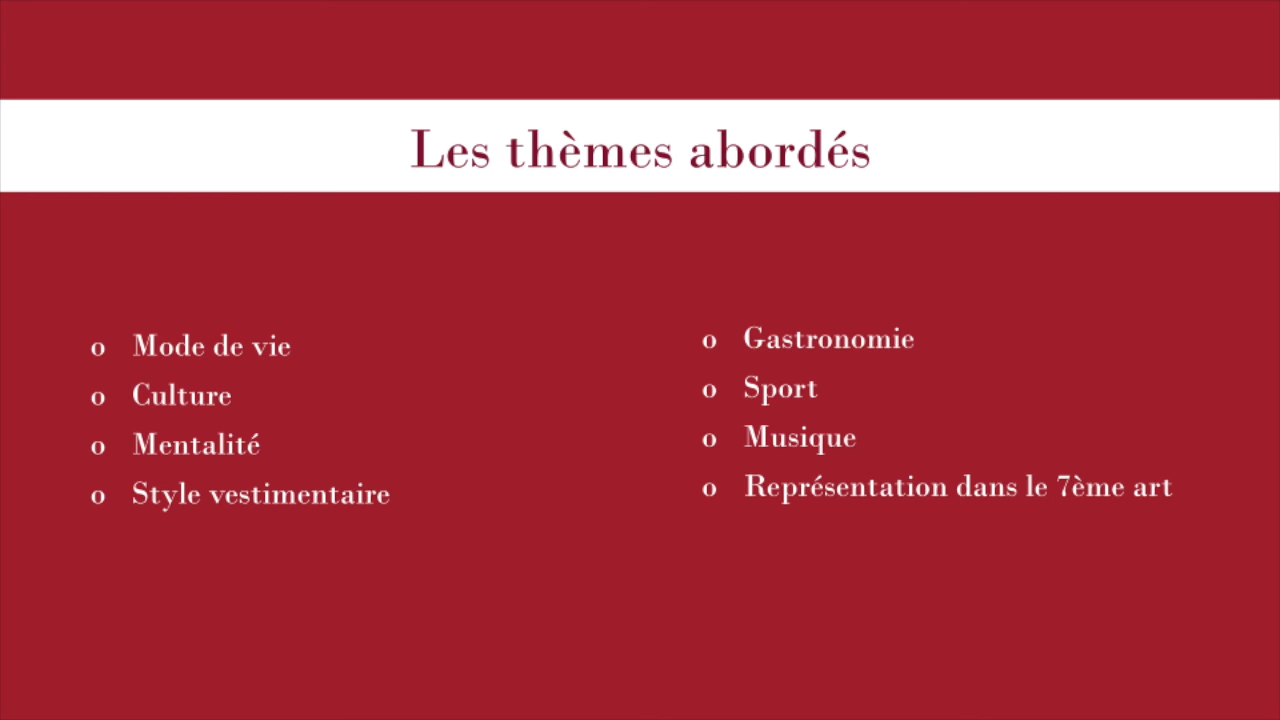 Les thèmes abordés
o Mode de vie
o Culture
o Mentalité
o Style vestimentaire
o Gastronomie
o Sport
o Musique
o Représentation dans le 7ème art